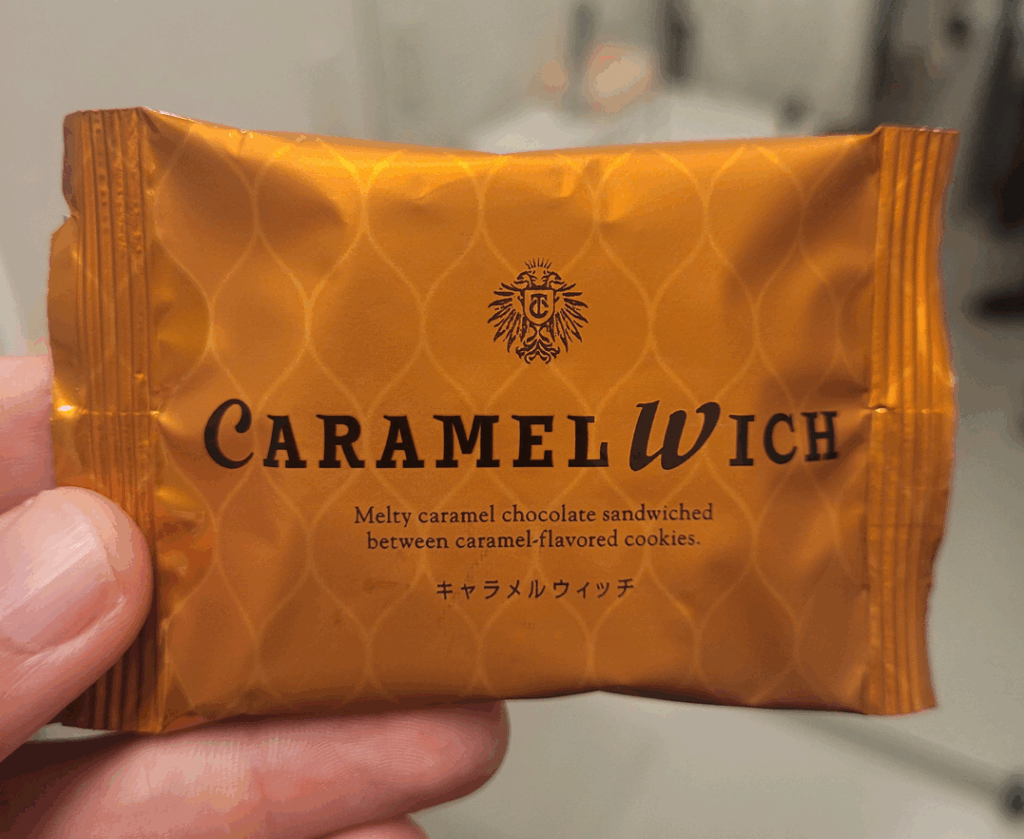 TC
CARAMEL WICH
Melty caramel chocolate sandwiched
between caramel-flavored cookies.
キャラメルウィッチ